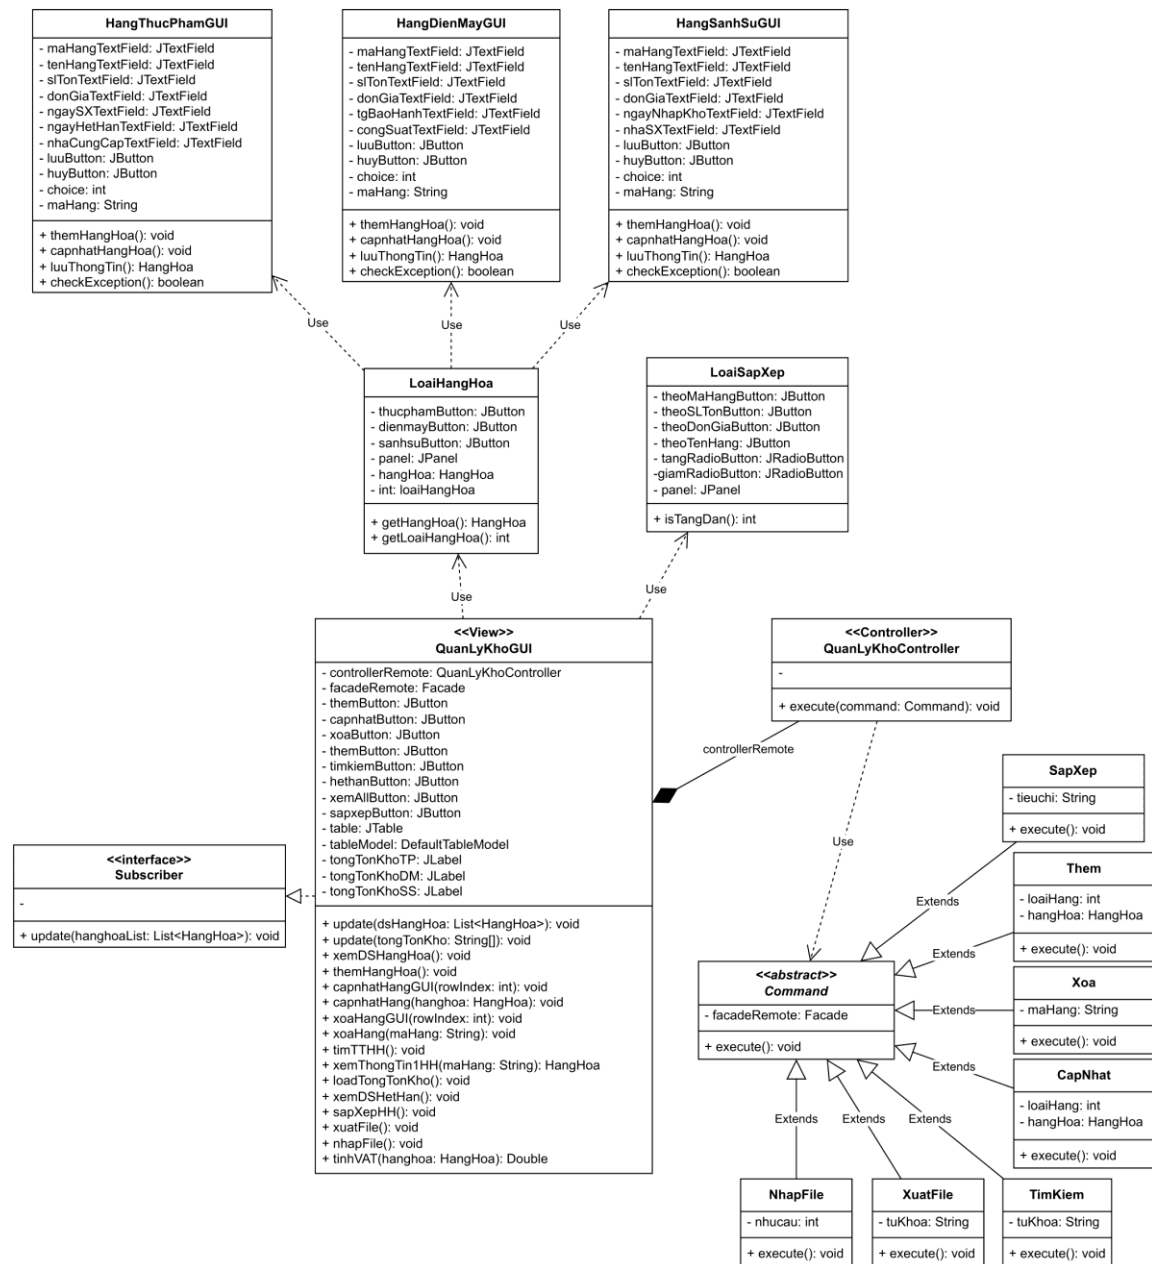 HangThucPhamGUI
- maHangTextField: JTextField
- tenHangTextField: JTextField
- slTonTextField: JTextField
- donGiaTextField: JTextField
- ngaySXTextField: JTextField
- ngayHetHanTextField: JTextField
- nhaCungCapTextField: JTextField
- luuButton: JButton
- huyButton: JButton
- choice: int
- maHang: String
+ themHangHoa(): void
+ capnhatHangHoa(): void
+ luuThongTin(): HangHoa
+ checkException(): boolean
HangDienMayGUI
- maHangTextField: JTextField
- tenHangTextField: JTextField
- slTonTextField: JTextField
- donGiaTextField: JTextField
- tgBaoHanhTextField: JTextField
- congSuatTextField: JTextField
- luuButton: JButton
- huyButton: JButton
- choice: int
- maHang: String
+ themHangHoa(): void
+ capnhatHangHoa(): void
+ luuThongTin(): HangHoa
+ checkException(): boolean
HangSanhSuGUI
- maHangTextField: JTextField
- tenHangTextField: JTextField
- slTonTextField: JTextField
- donGiaTextField: JTextField
- ngayNhapKhoTextField: JTextField
- nhaSXTextField: JTextField
- luuButton: JButton
- huyButton: JButton
- choice: int
- maHang: String
+ themHangHoa(): void
+ capnhatHangHoa(): void
+ luuThongTin(): HangHoa
+ checkException(): boolean
Use
Use
Use
LoaiHangHoa
- thucphamButton: JButton
- dienmayButton: JButton
- sanhsuButton: JButton
- panel: JPanel
- hangHoa: HangHoa
- int: loaiHangHoa
+ getHangHoa(): HangHoa
+ getLoaiHangHoa(): int
LoaiSapXep
- theoMaHangButton: JButton
- theoSLTonButton: JButton
- theoDonGiaButton: JButton
- theoTenHang: JButton
- tangRadioButton: JRadioButton
-giamRadioButton: JRadioButton
- panel: JPanel
+ isTangDan(): int
Use
Use
<<View>>
QuanLyKhoGUI
- controllerRemote: QuanLyKhoController
- facadeRemote: Facade
- themButton: JButton
- capnhatButton: JButton
- xoaButton: JButton
- themButton: JButton
- timkiemButton: JButton
- hethanButton: JButton
- xemAllButton: JButton
- sapxepButton: JButton
- table: JTable
- tableModel: DefaultTableModel
- tongTonKhoTP: JLabel
- tongTonKhoDM: JLabel
- tongTonKhoSS: JLabel
+ update(dsHangHoa: List<HangHoa>): void
+ update(tongTonKho: String[]): void
+ xemDSHangHoa(): void
+ themHangHoa(): void
+ capnhatHangGUI(rowIndex: int): void
+ capnhatHang(hanghoa: HangHoa): void
+ xoaHangGUI(rowIndex: int): void
+ xoaHang(maHang: String): void
+ timTTHH(): void
+ xemThongTin1HH(maHang: String): HangHoa
+ loadTongTonKho(): void
+ xemDSHetHan(): void
+ sapXepHH(): void
+ xuatFile(): void
+ nhapFile(): void
+ tinhVAT(hanghoa: HangHoa): Double
<<Controller>>
QuanLyKhoController
-
+ execute(command: Command): void
controllerRemote
Use
<<interface>>
Subscriber
-
+ update(hanghoaList: List<HangHoa>): void
SapXep
- tieuchi: String
+ execute(): void
Extends
Them
- loaiHang: int
- hangHoa: HangHoa
+ execute(): void
Extends
<<abstract>>
Command
- facadeRemote: Facade
+ execute(): void
Xoa
- maHang: String
+ execute(): void
Extends
CapNhat
- loaiHang: int
- hangHoa: HangHoa
+ execute(): void
Extends
Extends
Extends
Extends
NhapFile
- nhucau: int
+ execute(): void
XuatFile
- tuKhoa: String
+ execute(): void
TimKiem
- tuKhoa: String
+ execute(): void